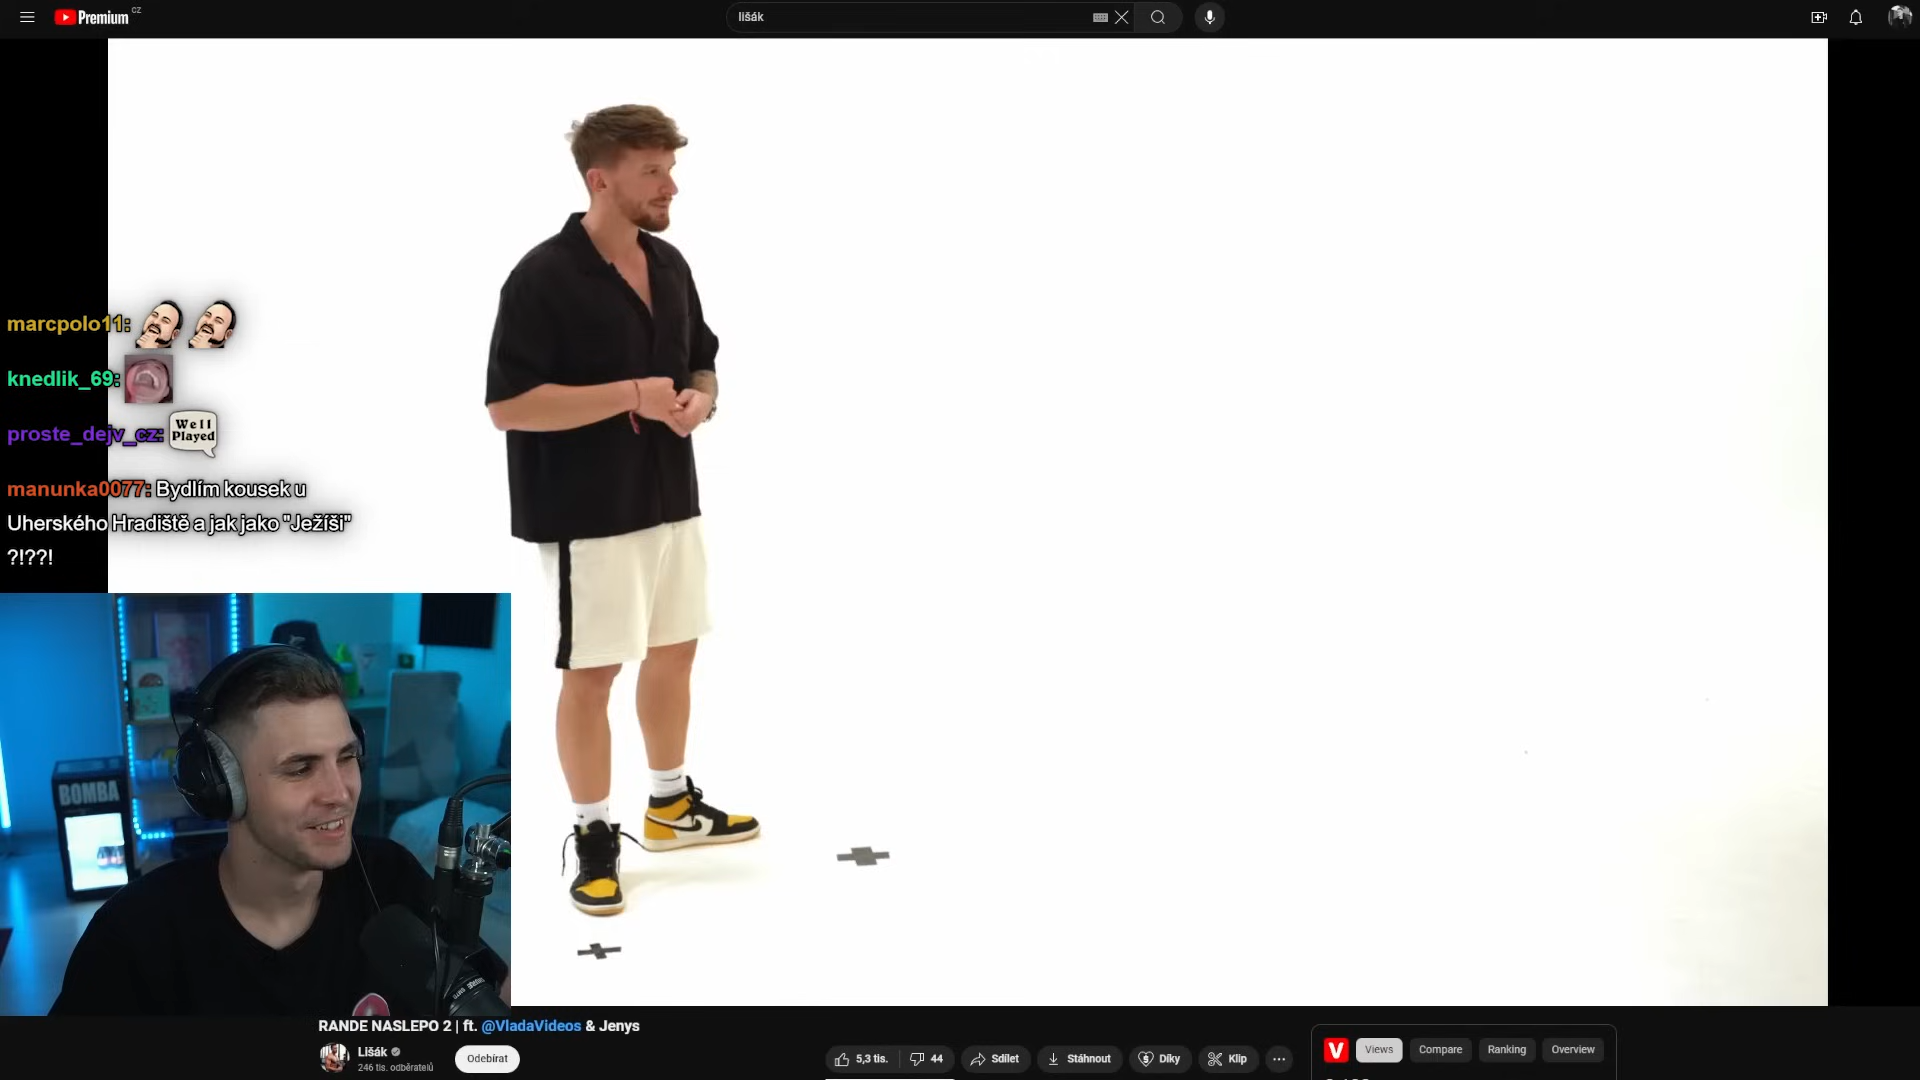 Premium CZ
lišák
marcpolo11:
knedlik_69:
proste_dejv_cz: Well
Played
manunka0077: Bydlím kousek u
Uherského Hradiště a jak jako "Ježíši"
?!??!
BOMBA
RANDE NASLEPO 2 | ft. @VladaVideos & Jenys
Lišák
246 tis. odběratelů
Odebírat
5,3 tis.
44
Sdílet
Stáhnout
Díky
Klip
Views
Compare
Ranking
Overview